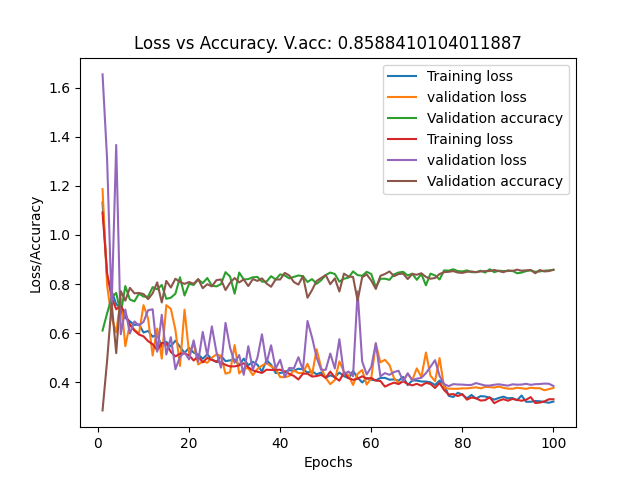 Loss vs Accuracy. V.acc: 0.8588410104011887
Training loss
validation loss
Validation accuracy
Training loss
validation loss
Validation accuracy
Loss/Accuracy
1.6
1.4
1.2
1.0
0.8
0.6
0.4
0 20 40 60 80 100
Epochs